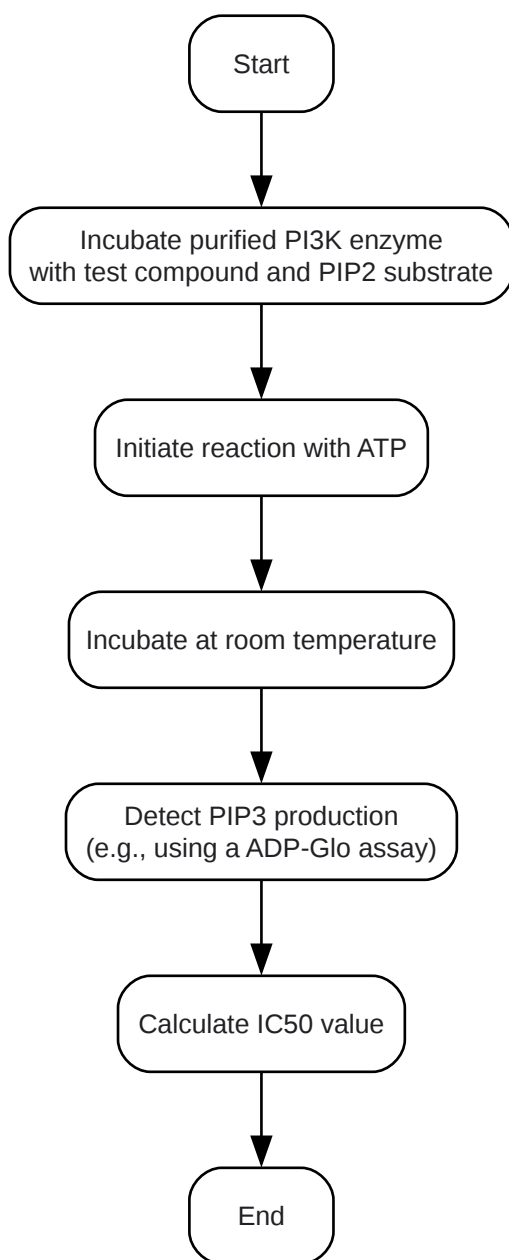 Start
Incubate purified PI3K enzyme
with test compound and PIP2 substrate
Initiate reaction with ATP
Incubate at room temperature
Detect PIP3 production
(e.g., using a ADP-Glo assay)
Calculate IC50 value
End